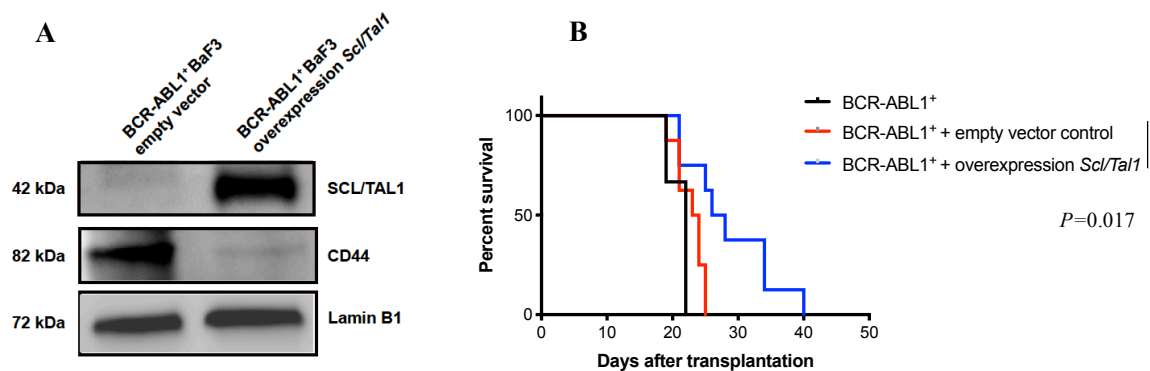 A
BCR-ABL1⁺ BaF3
empty vector
BCR-ABL1⁺ BaF3
overexpression Scl/Tal1
42 kDa
SCL/TAL1
82 kDa
CD44
72 kDa
Lamin B1
B
100
50
0
Percent survival
0 10 20 30 40 50
Days after transplantation
BCR-ABL1⁺
BCR-ABL1⁺ + empty vector control
BCR-ABL1⁺ + overexpression Scl/Tal1
P=0.017